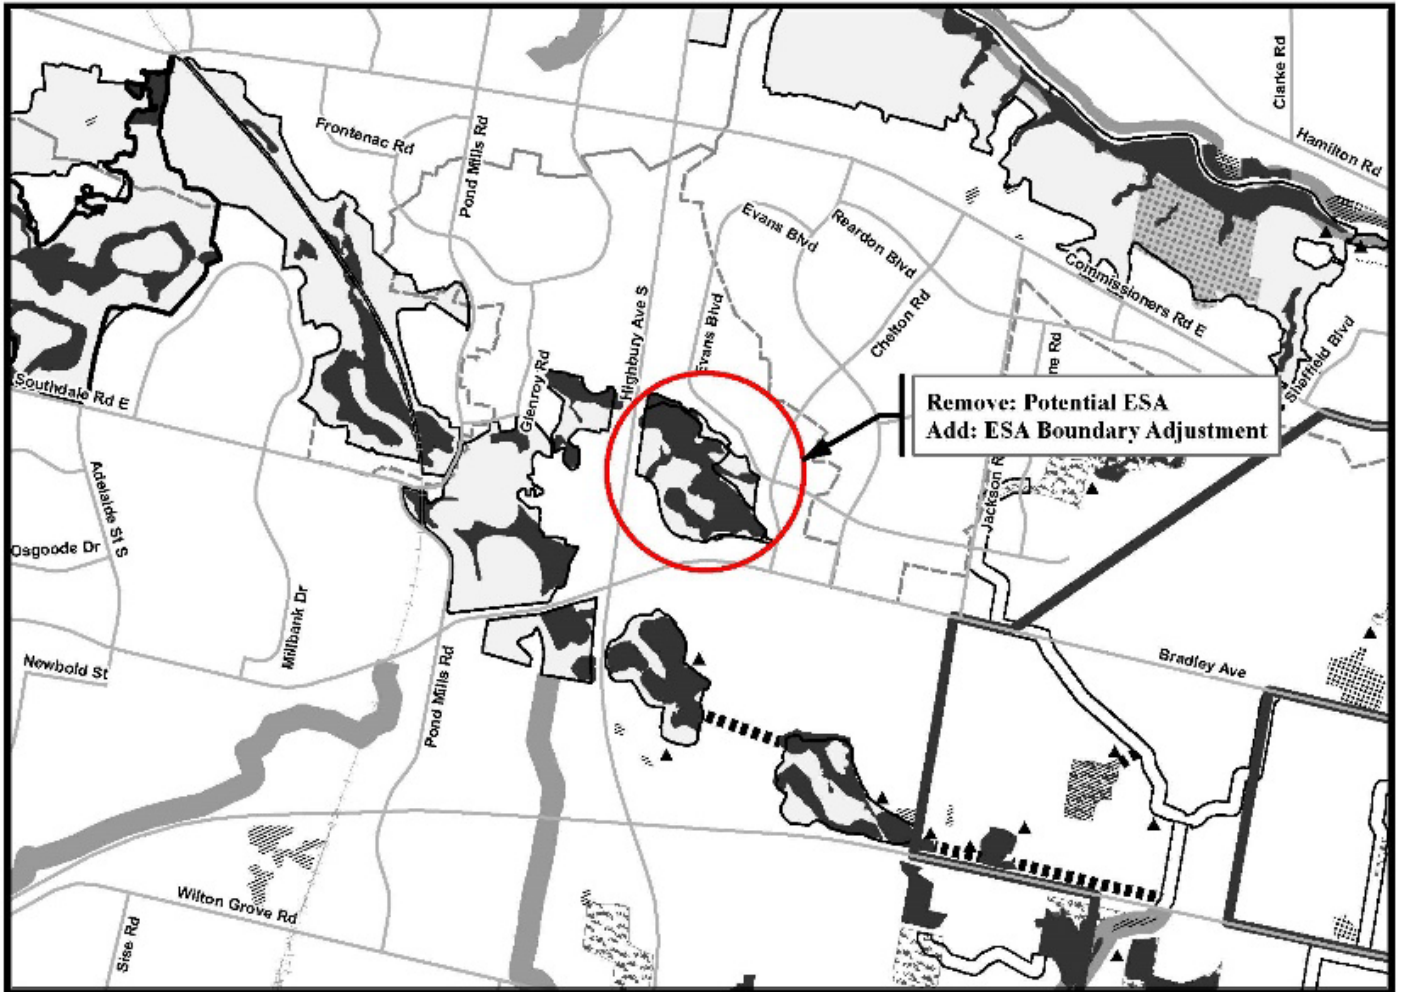 Clarke Rd
Hamilton Rd
Frontenac Rd
Pond Mills Rd
Evans Blvd
Reardon Blvd
Commissioners Rd E
Chelton Rd
Highbury Ave S
Evans Blvd
Glenroy Rd
Sheffield Blvd
Southdale Rd E
Remove: Potential ESA
Add: ESA Boundary Adjustment
Adelaide St S
Jackson R
Osgoode Dr
Millbank Dr
Newbold St
Pond Mills Rd
Bradley Ave
Wilton Grove Rd
Sise Rd